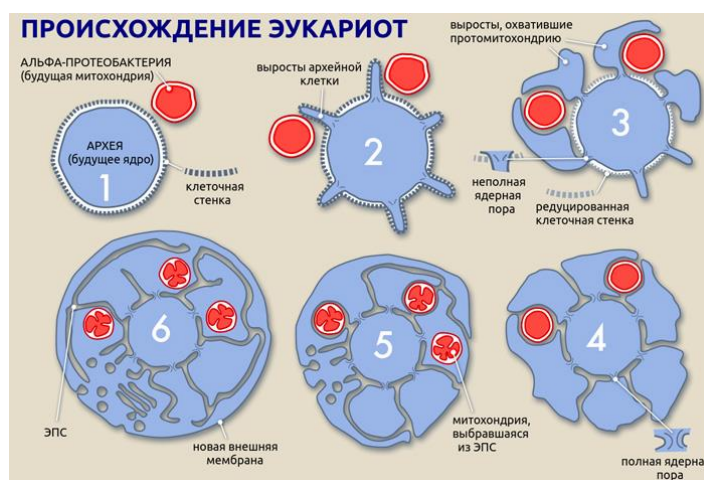 ПРОИСХОЖДЕНИЕ ЭУКАРИОТ
АЛЬФА-ПРОТЕОБАКТЕРИЯ
(будущая митохондрия)
АРХЕЯ
(будущее ядро)
1
клеточная
стенка
выросты архейной
клетки
2
выросты, охватившие
протомитохондрию
3
неполная
ядерная
пора
редуцированная
клеточная стенка
6
ЭПС
новая внешняя
мембрана
5
митохондрия,
выбравшаяся
из ЭПС
4
полная ядерная
пора